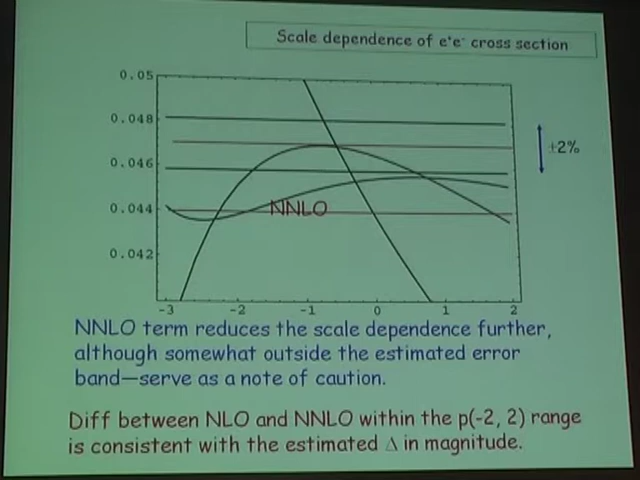 Scale dependence of e⁺e⁻ cross section
0.05
0.048
0.046
0.044
0.042
±2%
NNLO
-3 -2 -1 0 1 2
NNLO term reduces the scale dependence further,
although somewhat outside the estimated error
band—serve as a note of caution.
Diff between NLO and NNLO within the p(-2, 2) range
is consistent with the estimated Δ in magnitude.